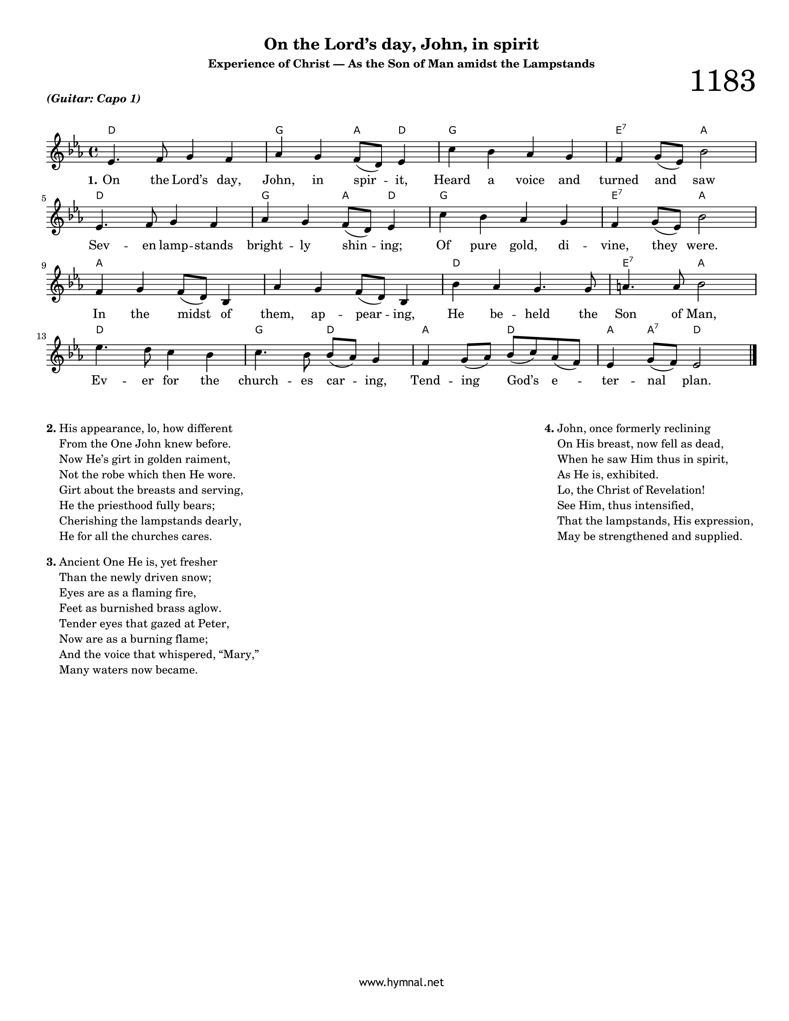 On the Lord's day, John, in spirit
Experience of Christ — As the Son of Man amidst the Lampstands
1183
(Guitar: Capo 1)
D G A D G E7 A
1. On the Lord's day, John, in spir - it, Heard a voice and turned and saw
5 D G A D G E7 A
Sev - en lamp - stands bright - ly shin - ing; Of pure gold, di - vine, they were.
9 A D E7 A
In the midst of them, ap - pear - ing, He be - held the Son of Man,
13 D G D A D A A7 D
Ev - er for the church - es car - ing, Tend - ing God's e - ter - nal plan.
2. His appearance, lo, how different
From the One John knew before.
Now He's girt in golden raiment,
Not the robe which then He wore.
Girt about the breasts and serving,
He the priesthood fully bears;
Cherishing the lampstands dearly,
He for all the churches cares.
3. Ancient One He is, yet fresher
Than the newly driven snow;
Eyes are as a flaming fire,
Feet as burnished brass aglow.
Tender eyes that gazed at Peter,
Now are as a burning flame;
And the voice that whispered, “Mary,”
Many waters now became.
4. John, once formerly reclining
On His breast, now fell as dead,
When he saw Him thus in spirit,
As He is, exhibited.
Lo, the Christ of Revelation!
See Him, thus intensified,
That the lampstands, His expression,
May be strengthened and supplied.
www.hymnal.net